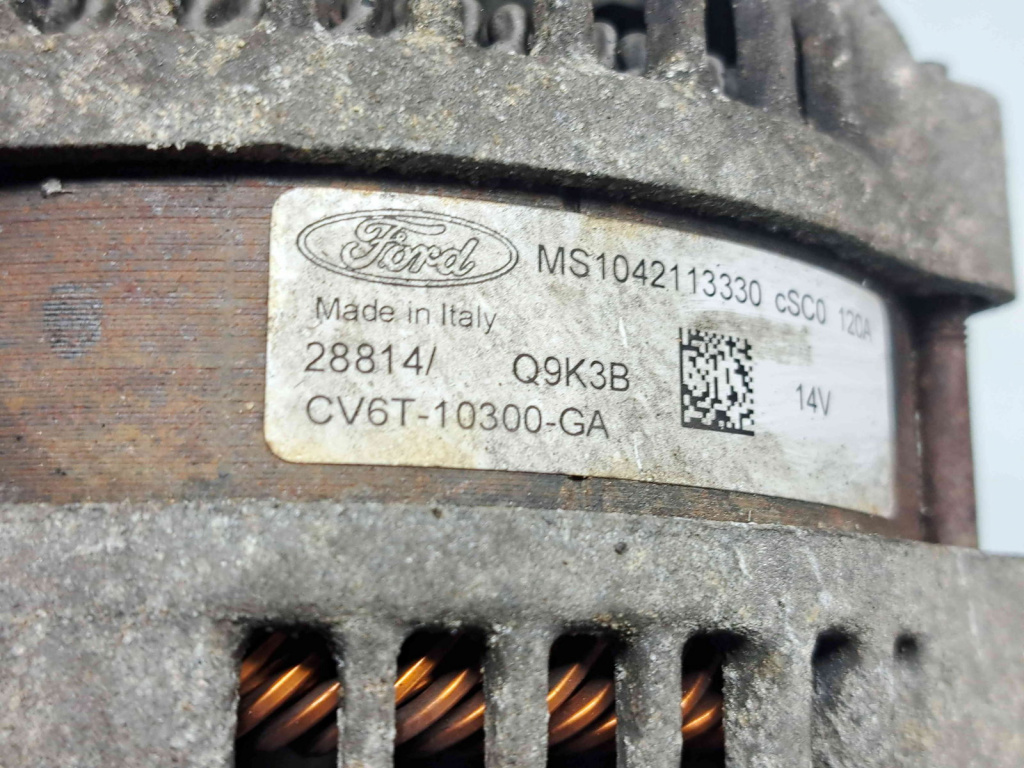 Ford MS1042113330 cSC0 120A
Made in Italy
28814/ Q9K3B 14V
CV6T-10300-GA